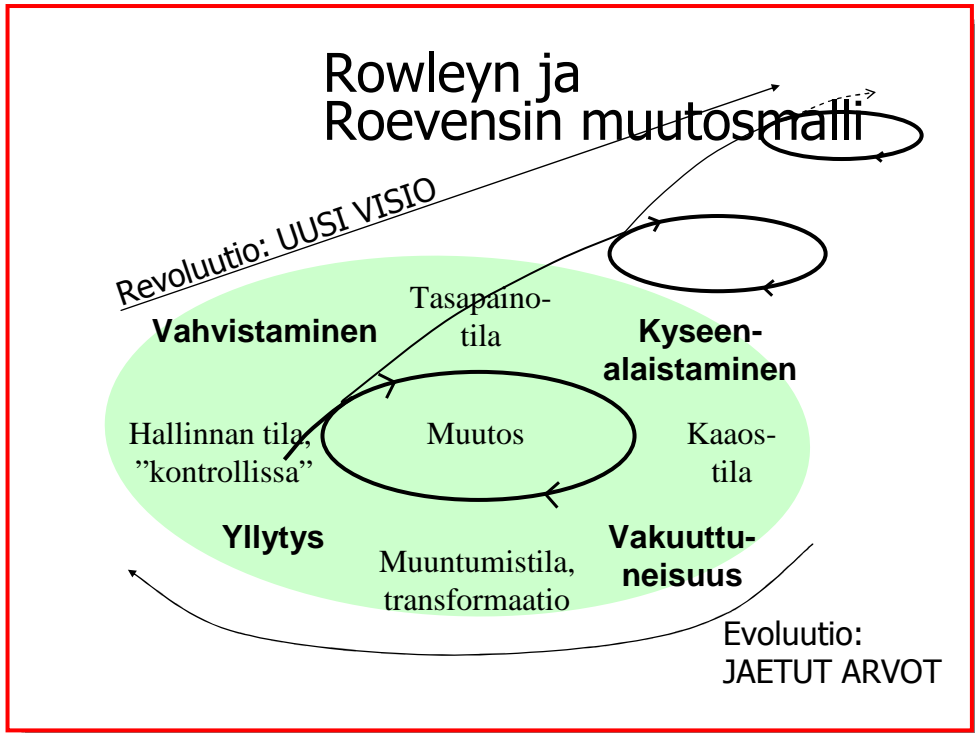 Rowleyn ja
Roevensin muutosmalli
Revoluutio: UUSI VISIO
Tasapaino-
tila
Vahvistaminen
Kyseen-
alaistaminen
Hallinnan tila,
”kontrollissa”
Muutos
Kaaos-
tila
Yllytys
Muuntumistila,
transformaatio
Vakuuttu-
neisuus
Evoluutio:
JAETUT ARVOT